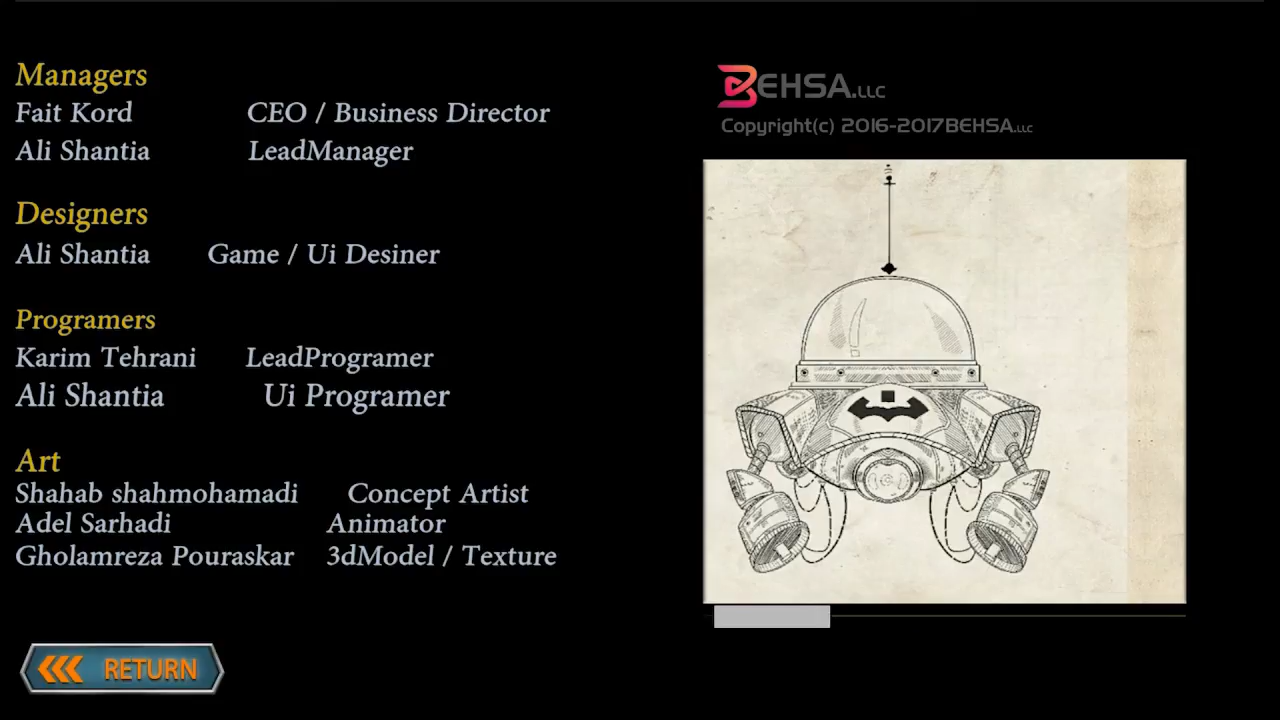 Managers
Fait Kord CEO / Business Director
Ali Shantia LeadManager
Designers
Ali Shantia Game / Ui Desiner
Programers
Karim Tehrani LeadProgramer
Ali Shantia Ui Programer
Art
Shahab shahmohamadi Concept Artist
Adel Sarhadi Animator
Gholamreza Pouraskar 3dModel / Texture
RETURN
BEHSA.LLC
Copyright(c) 2016-2017BEHSA.LLC